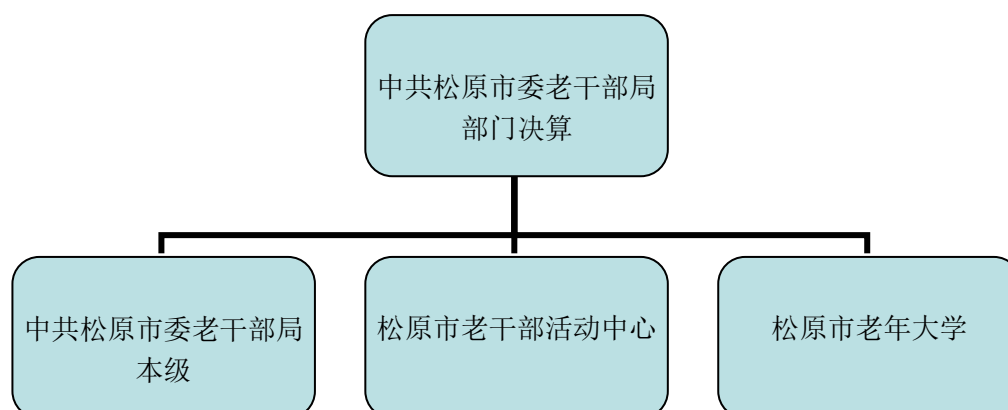 中共松原市委老干部局
部门决算
中共松原市委老干部局
本级
松原市老干部活动中心
松原市老年大学